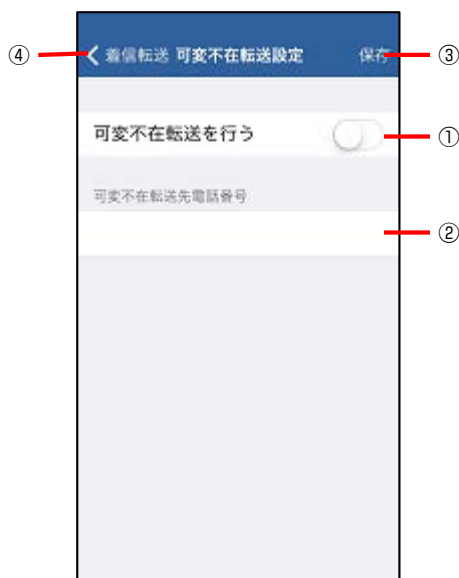 ④ 着信転送 可変不在転送設定 保存 ③
可変不在転送を行う ①
可変不在転送先電話番号
②